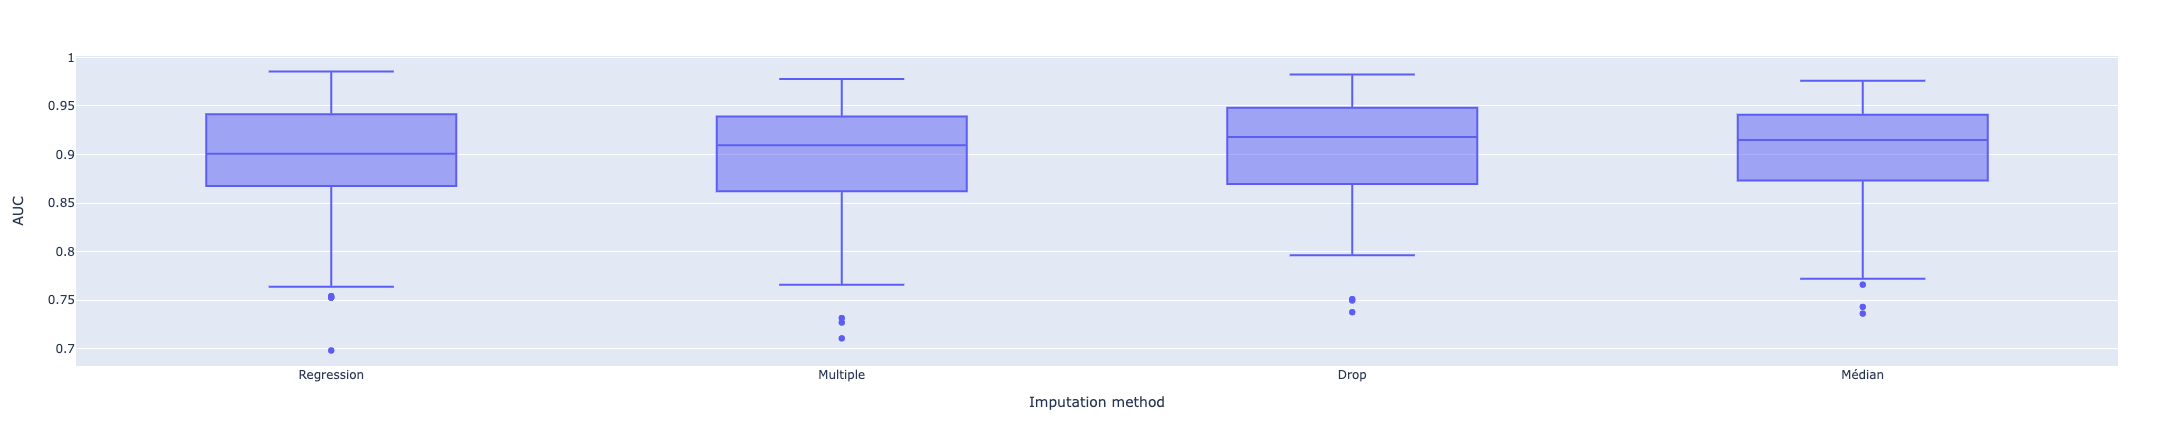 1
0.95
0.9
0.85
0.8
0.75
0.7
AUC
Regression
Multiple
Drop
Médian
Imputation method